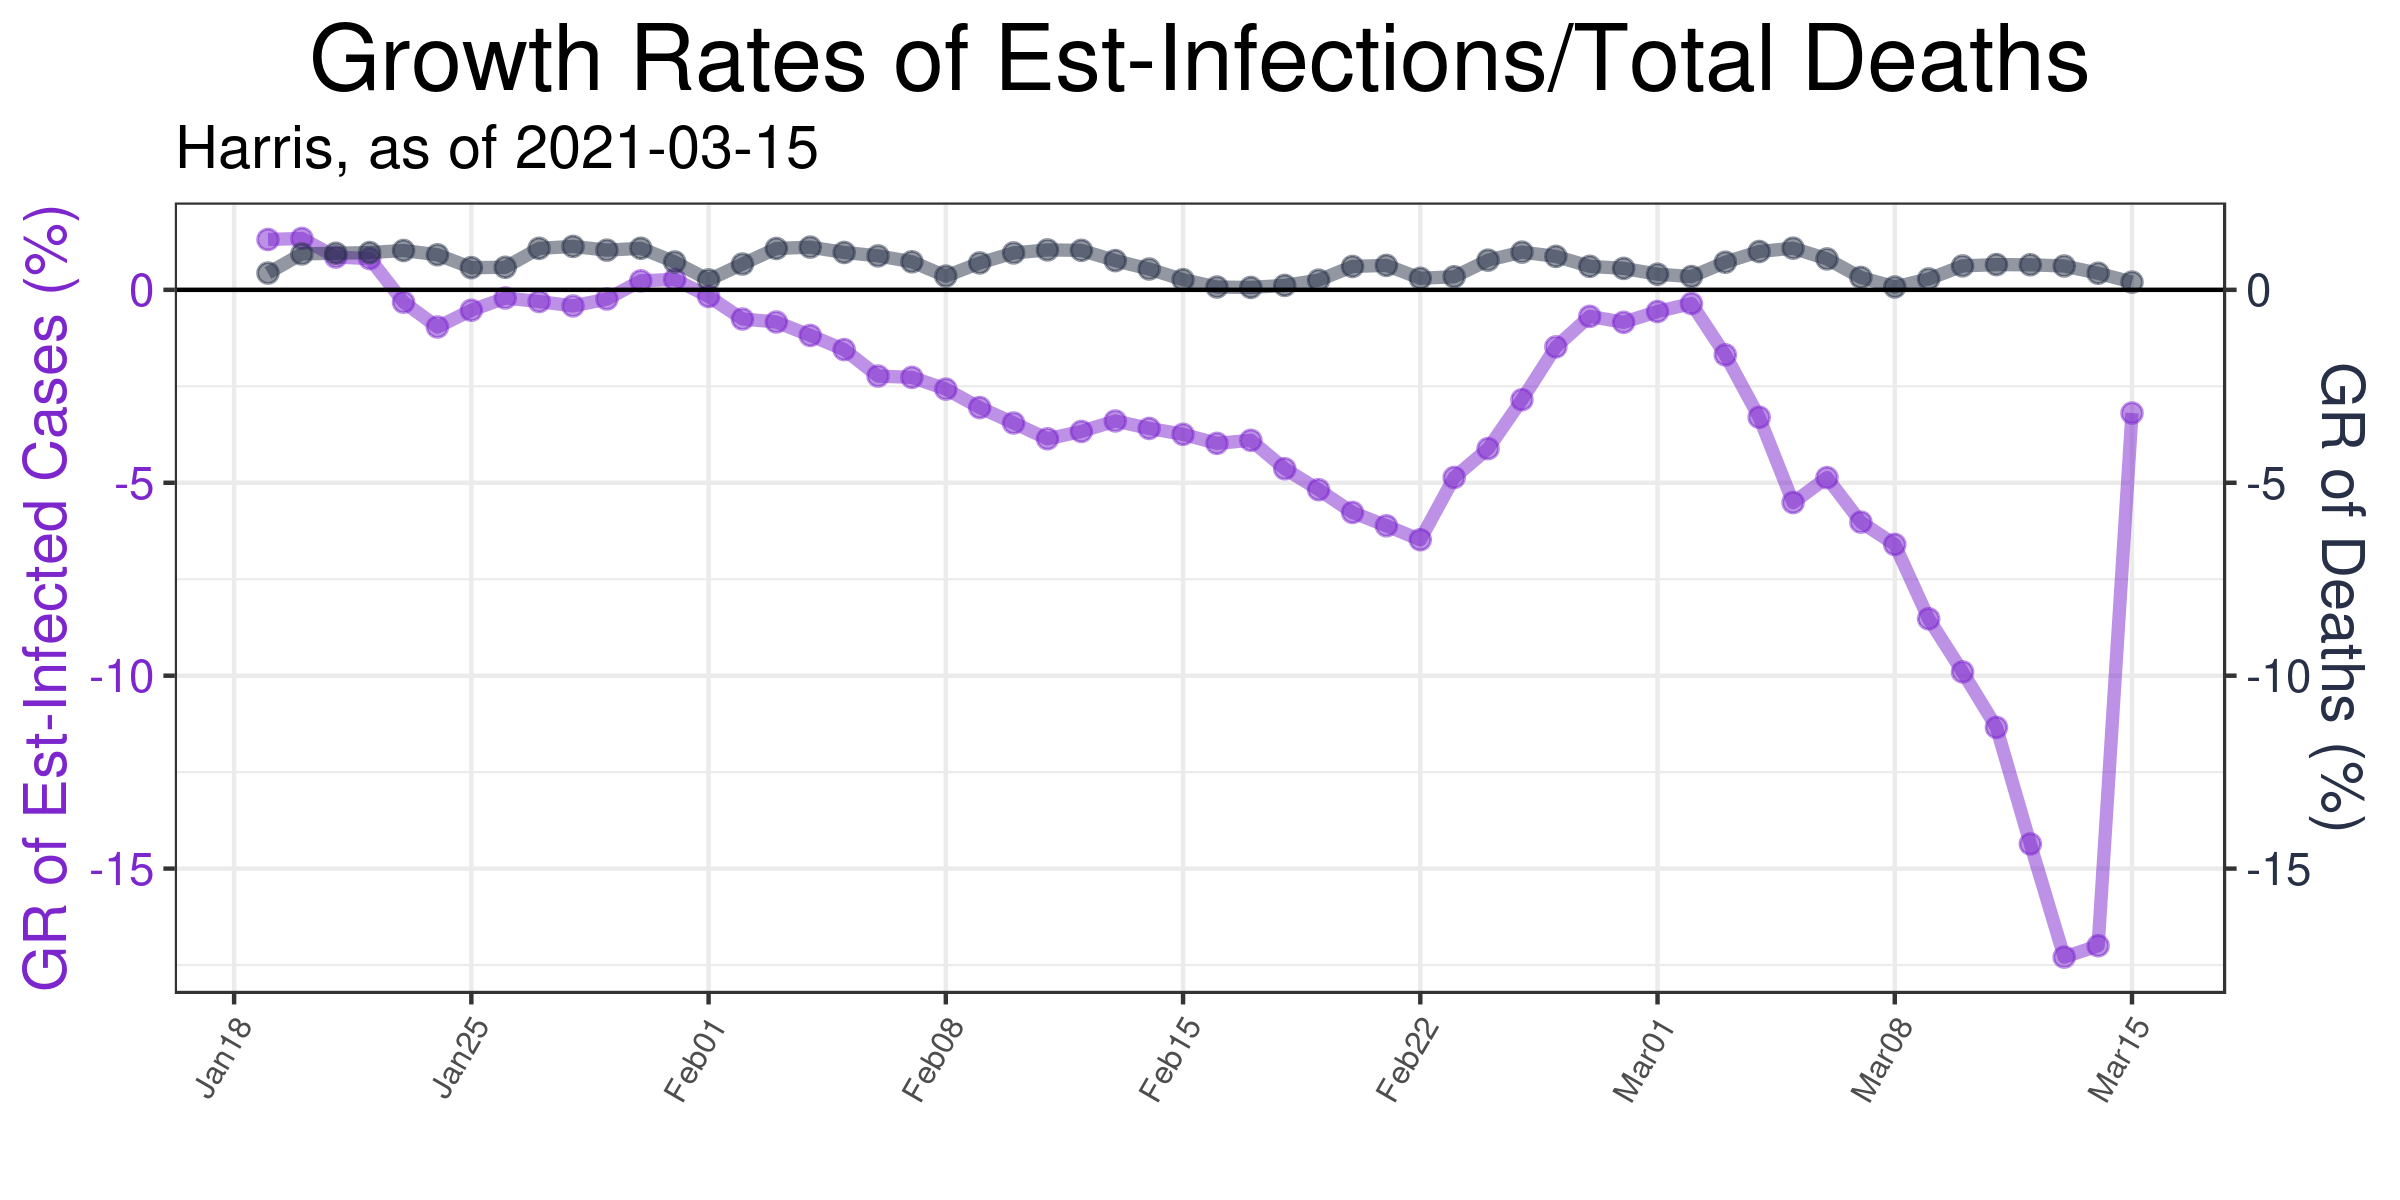 Growth Rates of Est-Infections/Total Deaths
Harris, as of 2021-03-15
GR of Est-Infected Cases (%)
0
-5
-10
-15
0
-5
-10
-15
GR of Deaths (%)
Jan18
Jan25
Feb01
Feb08
Feb15
Feb22
Mar01
Mar08
Mar15